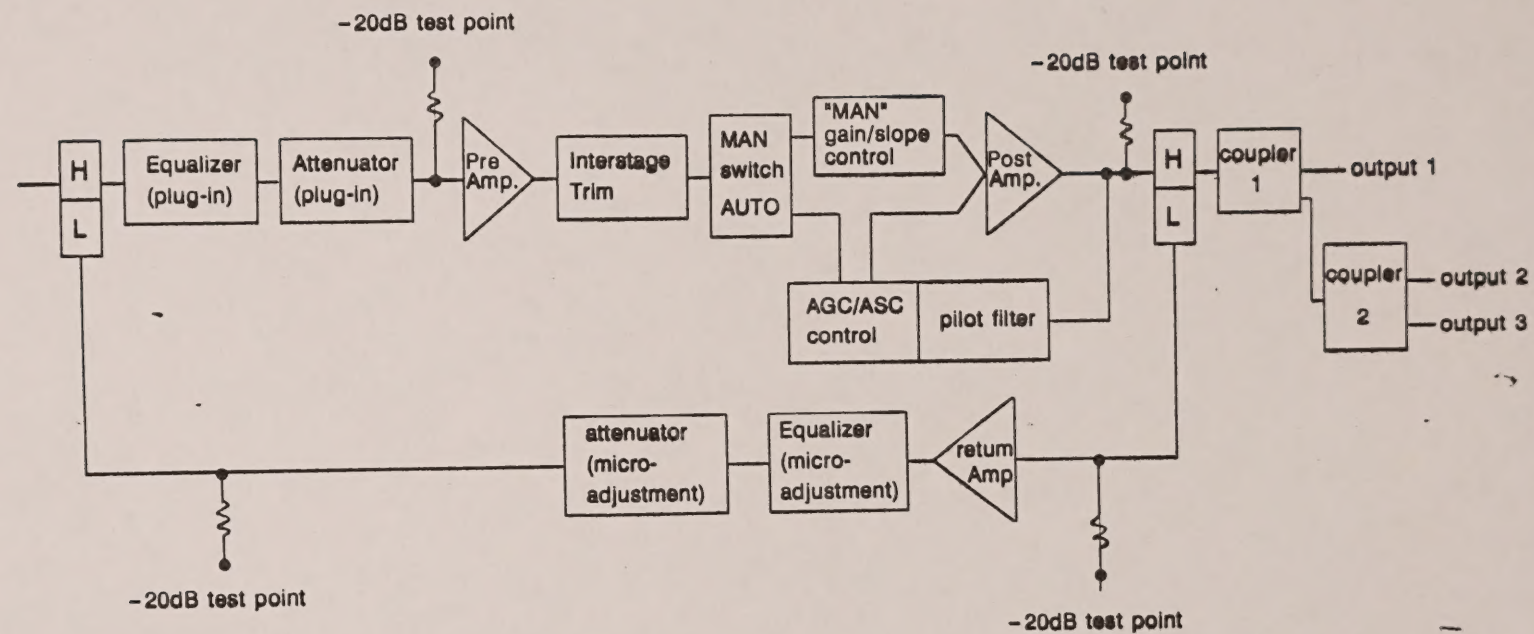 -20dB test point
-20dB test point
H
L
Equalizer
(plug-in)
Attenuator
(plug-in)
Pre
Amp.
Interstage
Trim
MAN
switch
AUTO
"MAN"
gain/slope
control
Post
Amp.
H
L
coupler
1
output 1
coupler
2
output 2
output 3
AGC/ASC
control
pilot filter
attenuator
(micro-
adjustment)
Equalizer
(micro-
adjustment)
return
Amp
-20dB test point
-20dB test point